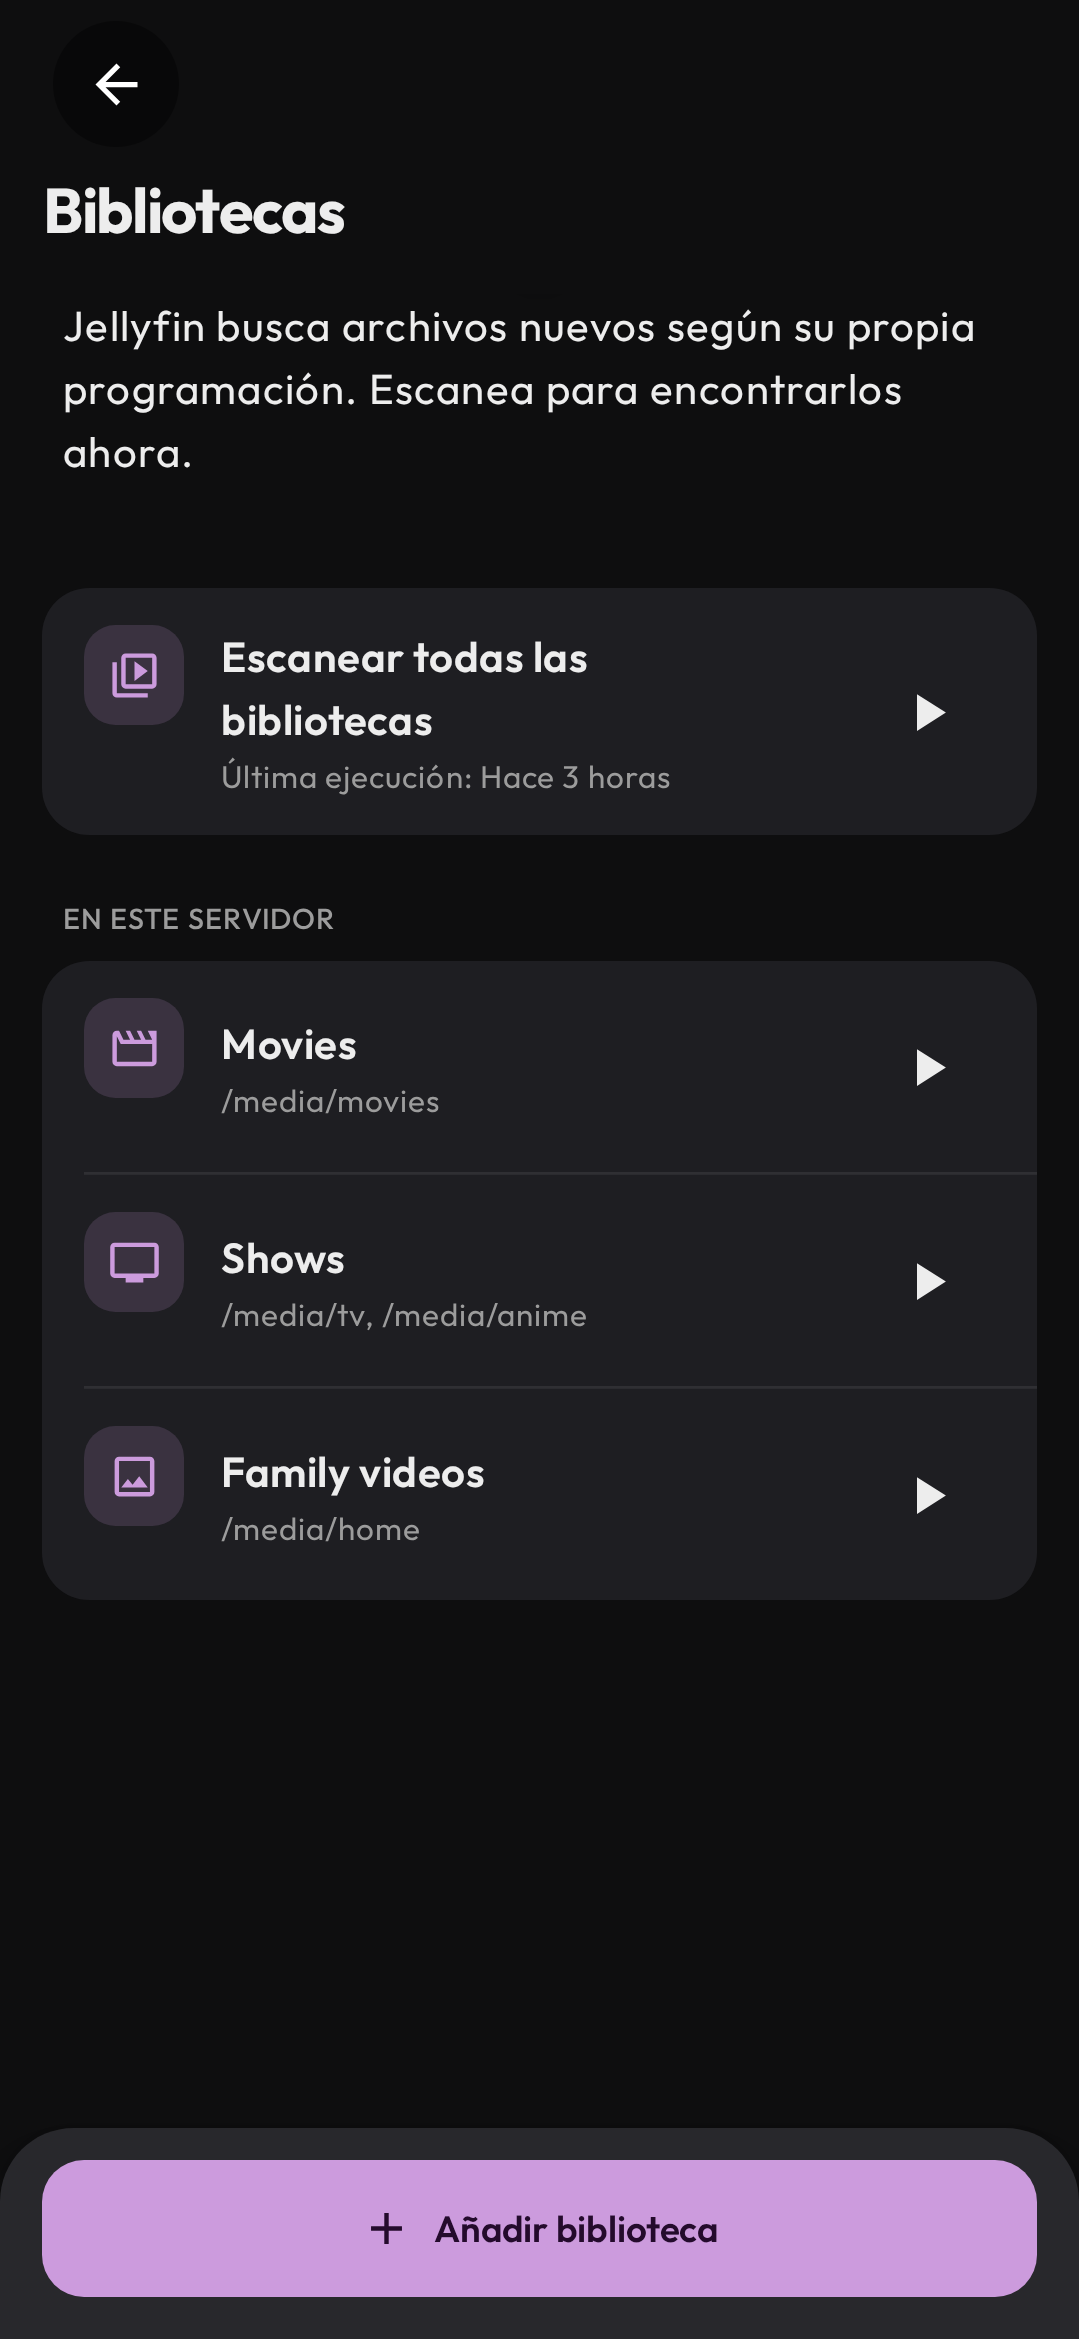 Bibliotecas
Jellyfin busca archivos nuevos según su propia
programación. Escanea para encontrarlos
ahora.
Escanear todas las
bibliotecas
Última ejecución: Hace 3 horas
EN ESTE SERVIDOR
Movies
/media/movies
Shows
/media/tv, /media/anime
Family videos
/media/home
Añadir biblioteca